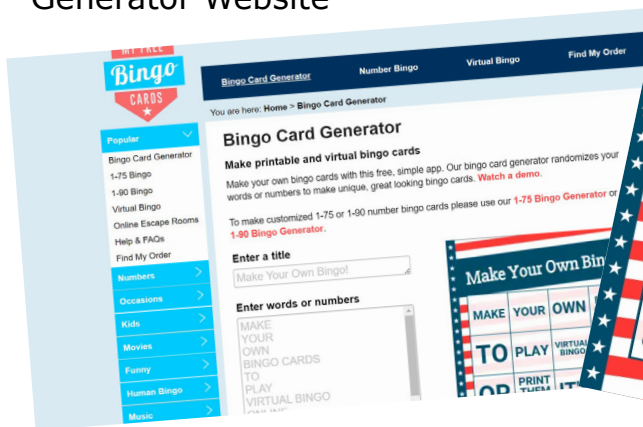 Generator Website
MY FREE
Bingo
CARDS
Bingo Card Generator
Number Bingo
Virtual Bingo
Find My Order
You are here: Home > Bingo Card Generator
Popular
Bingo Card Generator
1-75 Bingo
1-90 Bingo
Virtual Bingo
Online Escape Rooms
Help & FAQs
Find My Order
Numbers
Occasions
Kids
Movies
Funny
Human Bingo
Music
Bingo Card Generator
Make printable and virtual bingo cards
Make your own bingo cards with this free, simple app. Our bingo card generator randomizes your
words or numbers to make unique, great looking bingo cards. Watch a demo.
To make customized 1-75 or 1-90 number bingo cards please use our 1-75 Bingo Generator or
1-90 Bingo Generator.
Enter a title
Make Your Own Bingo!
Enter words or numbers
MAKE
YOUR
OWN
BINGO CARDS
TO
PLAY
VIRTUAL BINGO
ONLINE
Make Your Own Bin
MAKE YOUR OWN
TO PLAY VIRTUAL BINGO
OR PRINT THEM